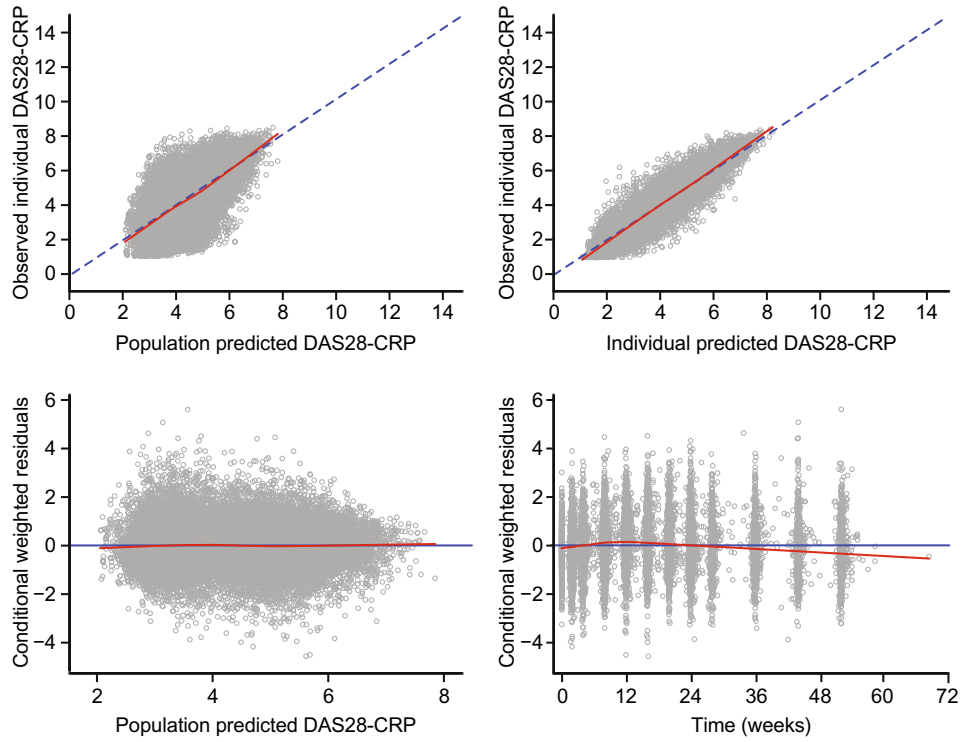 Observed individual DAS28-CRP
14
12
10
8
6
4
2
0
0 2 4 6 8 10 12 14
Population predicted DAS28-CRP
Observed individual DAS28-CRP
14
12
10
8
6
4
2
0
0 2 4 6 8 10 12 14
Individual predicted DAS28-CRP
Conditional weighted residuals
6
4
2
0
−2
−4
2 4 6 8
Population predicted DAS28-CRP
Conditional weighted residuals
6
4
2
0
−2
−4
0 12 24 36 48 60 72
Time (weeks)